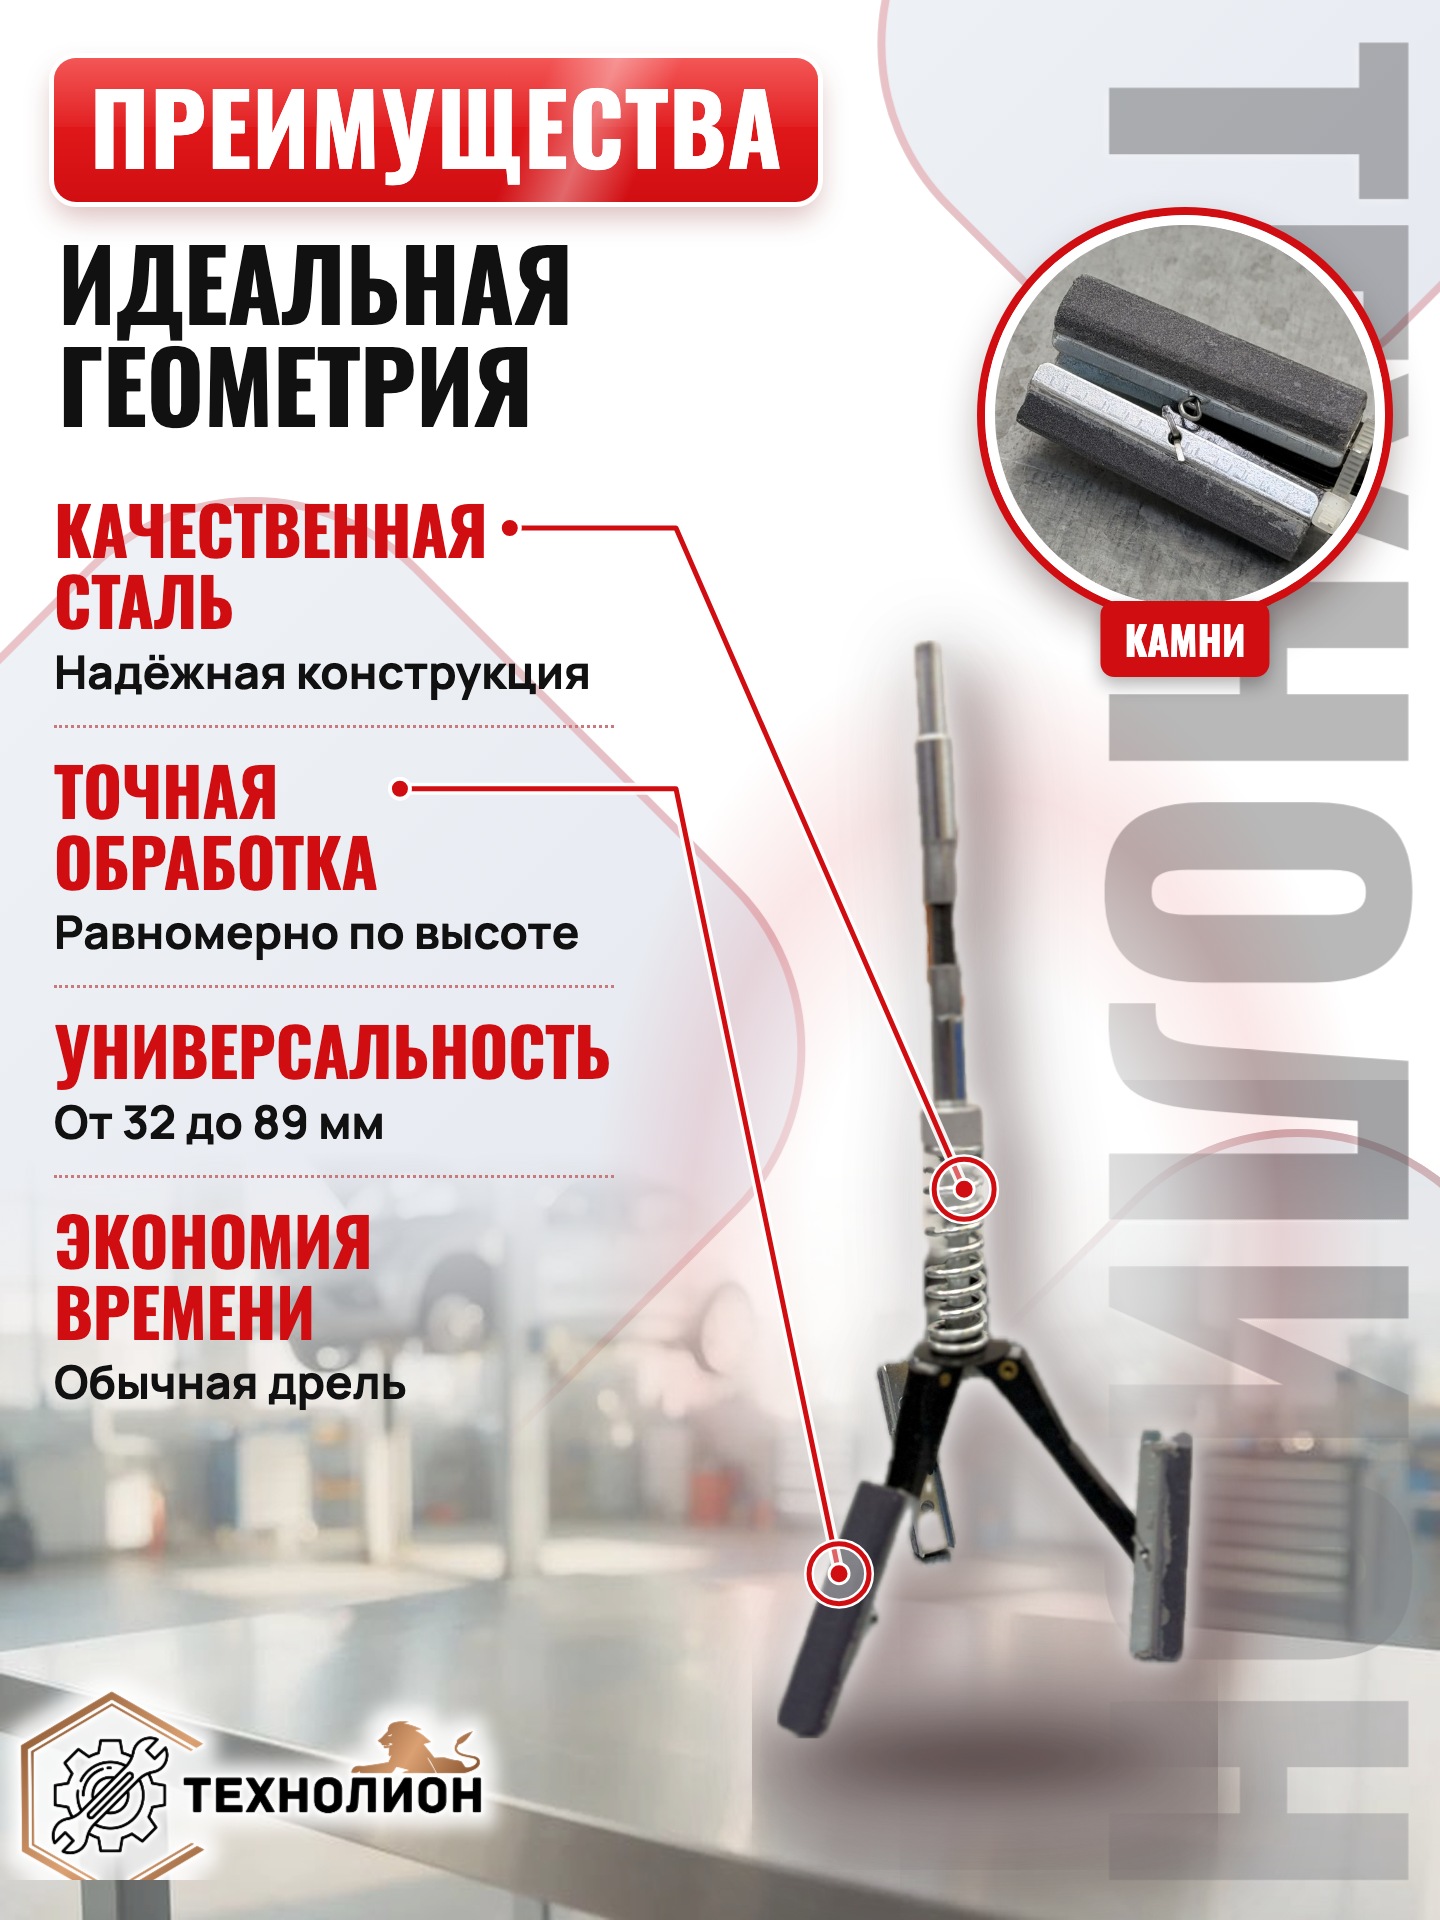 ПРЕИМУЩЕСТВА
ИДЕАЛЬНАЯ
ГЕОМЕТРИЯ
КАЧЕСТВЕННАЯ
СТАЛЬ
Надёжная конструкция
ТОЧНАЯ
ОБРАБОТКА
Равномерно по высоте
УНИВЕРСАЛЬНОСТЬ
От 32 до 89 мм
ЭКОНОМИЯ
ВРЕМЕНИ
Обычная дрель
КАМНИ
ТЕХНОЛИОН